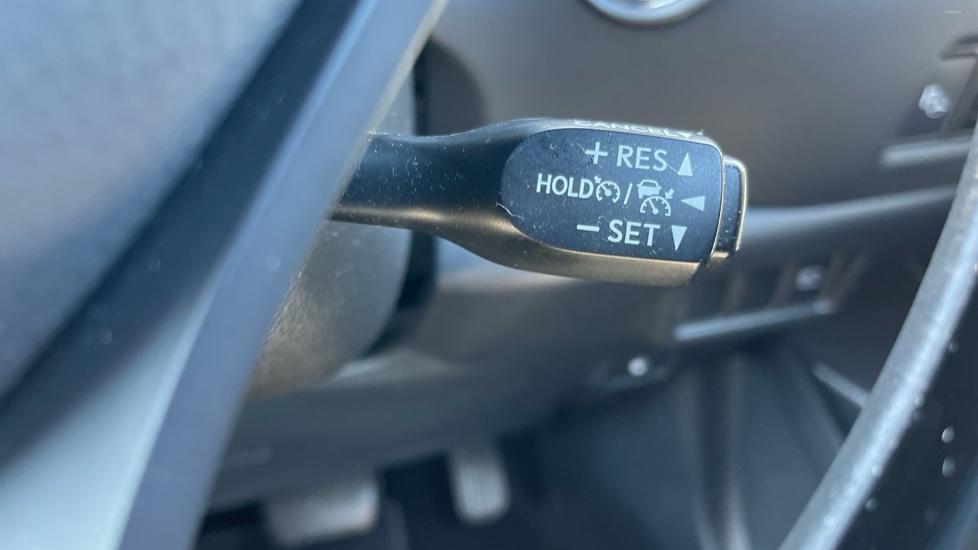 CANCEL
+ RES ▲
HOLD / ◀
− SET ▼